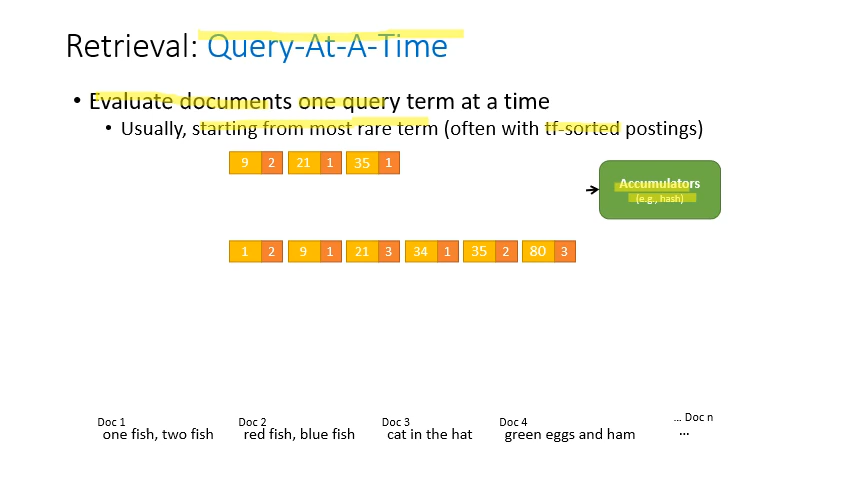 Retrieval: Query-At-A-Time
• Evaluate documents one query term at a time
• Usually, starting from most rare term (often with tf-sorted postings)
9 2 21 1 35 1
Accumulators
(e.g., hash)
1 2 9 1 21 3 34 1 35 2 80 3
Doc 1
one fish, two fish
Doc 2
red fish, blue fish
Doc 3
cat in the hat
Doc 4
green eggs and ham
... Doc n
...